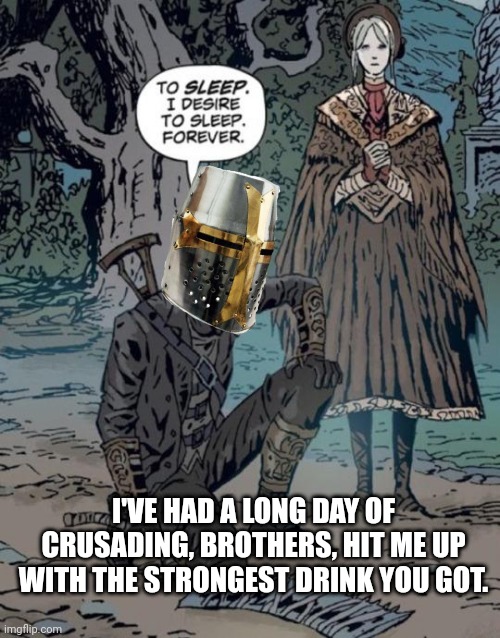 TO SLEEP.
I DESIRE
TO SLEEP.
FOREVER.
I'VE HAD A LONG DAY OF
CRUSADING, BROTHERS, HIT ME UP
WITH THE STRONGEST DRINK YOU GOT.
imgflip.com